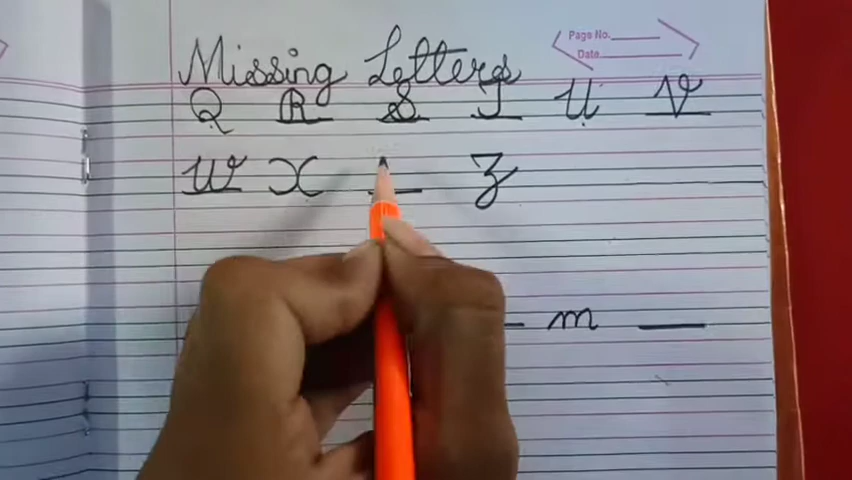 Page No.
Date
Missing Letters
Q R S T U V
W X _ Z
_ m _